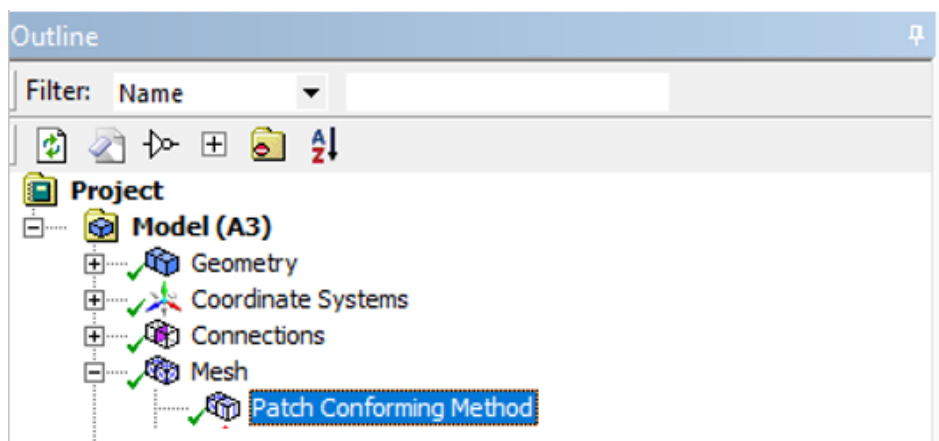 Outline
Filter: Name
Project
Model (A3)
Geometry
Coordinate Systems
Connections
Mesh
Patch Conforming Method